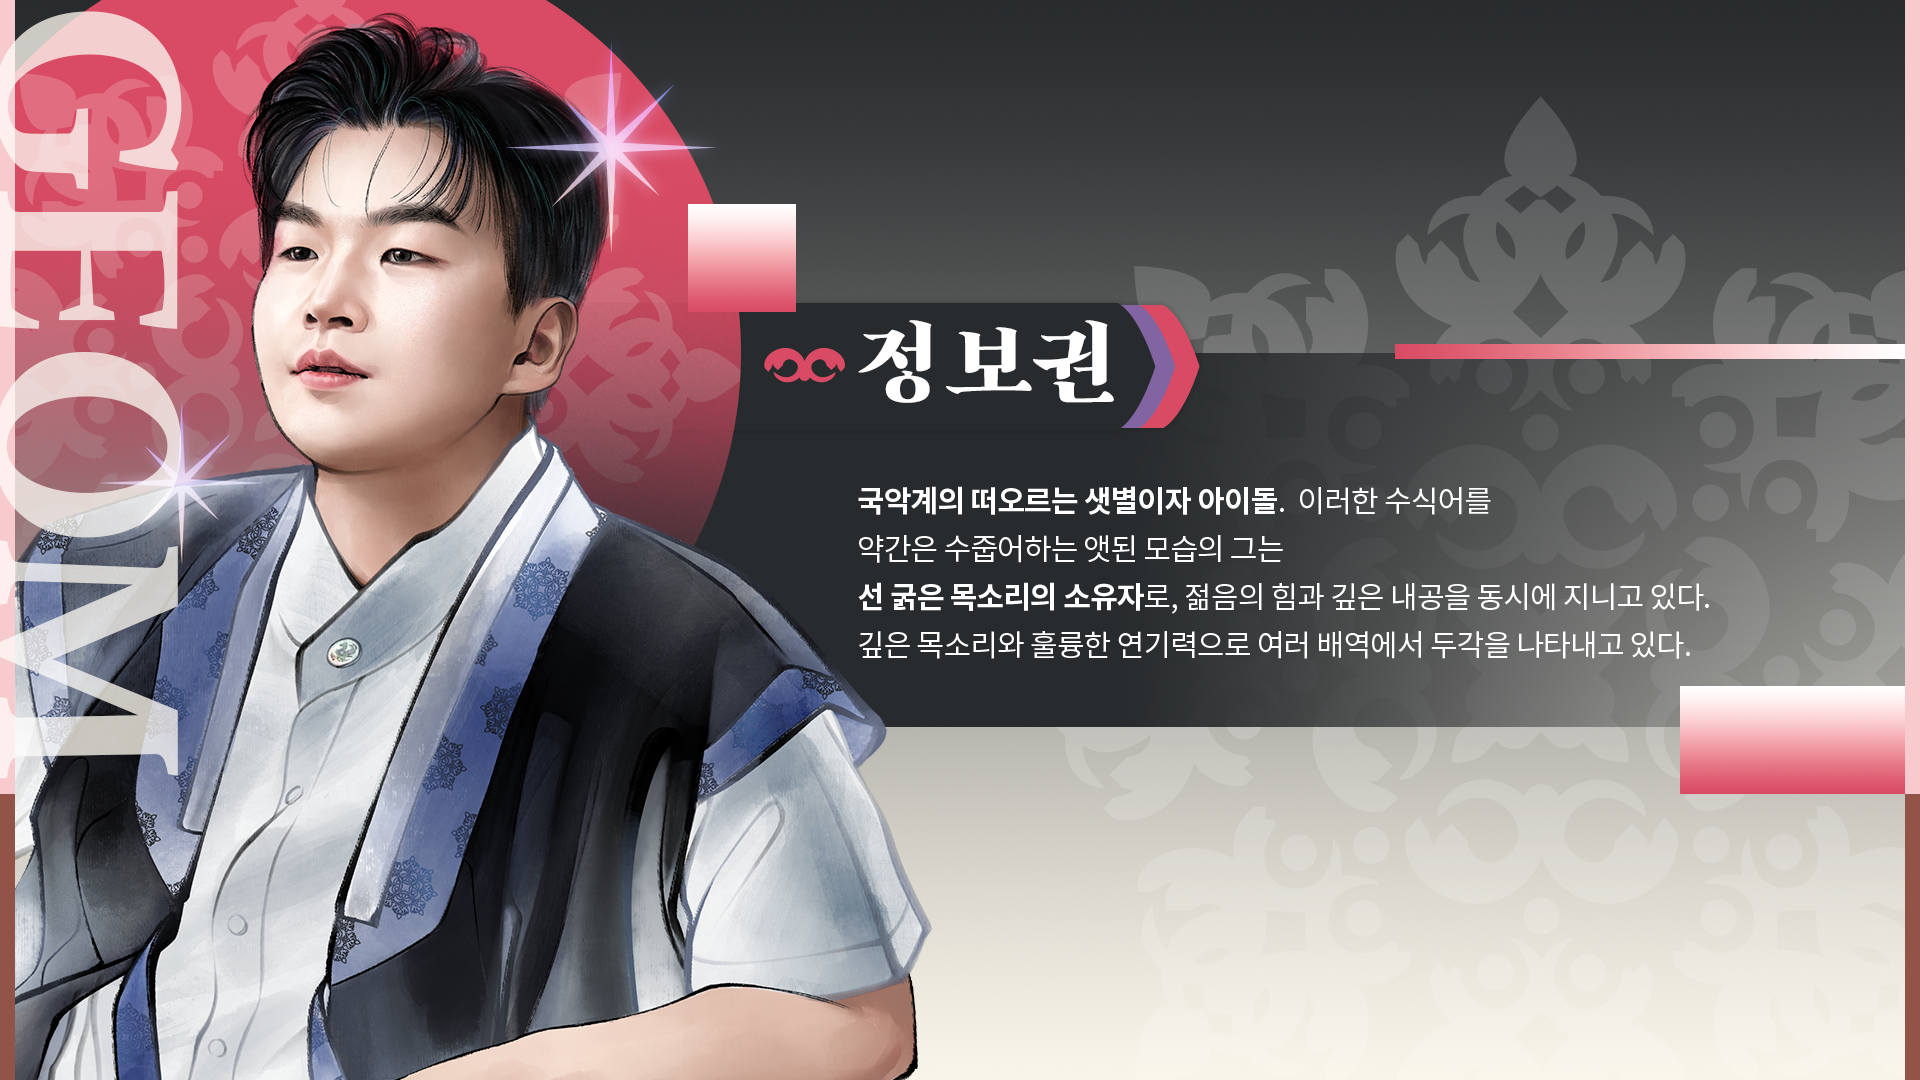 GEOM
정보권
국악계의 떠오르는 샛별이자 아이돌. 이러한 수식어를
약간은 수줍어하는 앳된 모습의 그는
선 굵은 목소리의 소유자로, 젊음의 힘과 깊은 내공을 동시에 지니고 있다.
깊은 목소리와 훌륭한 연기력으로 여러 배역에서 두각을 나타내고 있다.